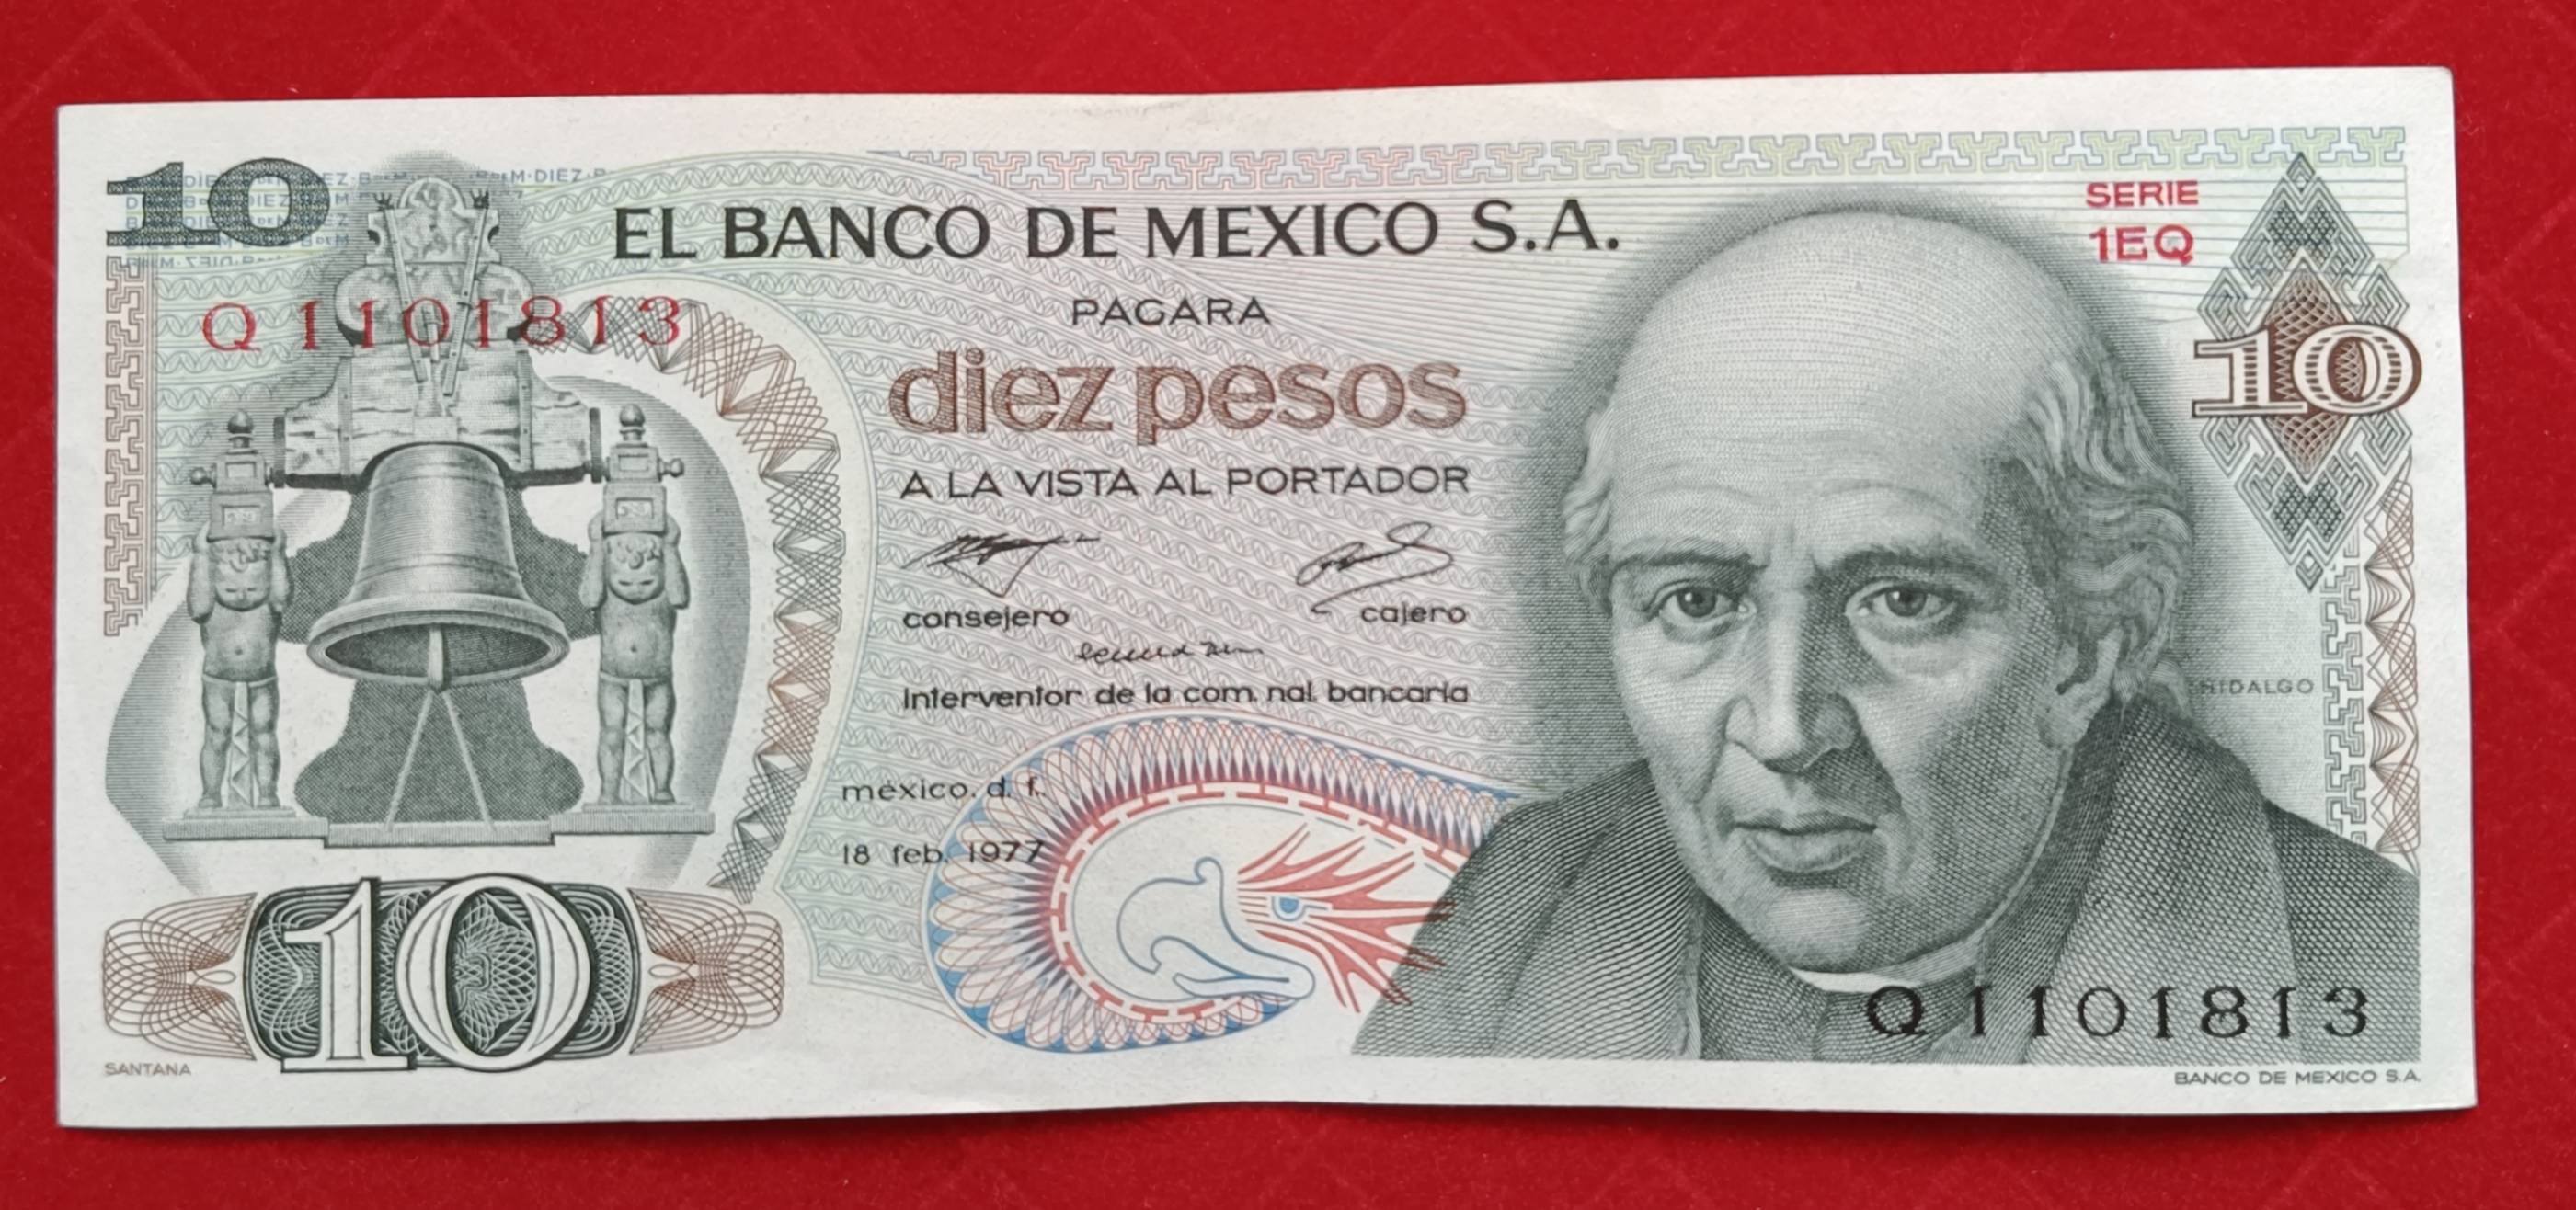 10
EL BANCO DE MEXICO S.A.
SERIE
1EQ
Q 1101813
PAGARA
10
diez pesos
A LA VISTA AL PORTADOR
consejero
cajero
interventor de la com. nal. bancaria
HIDALGO
méxico. d. f.
18 feb. 1977
10
Q 1101813
SANTANA
BANCO DE MEXICO S.A.